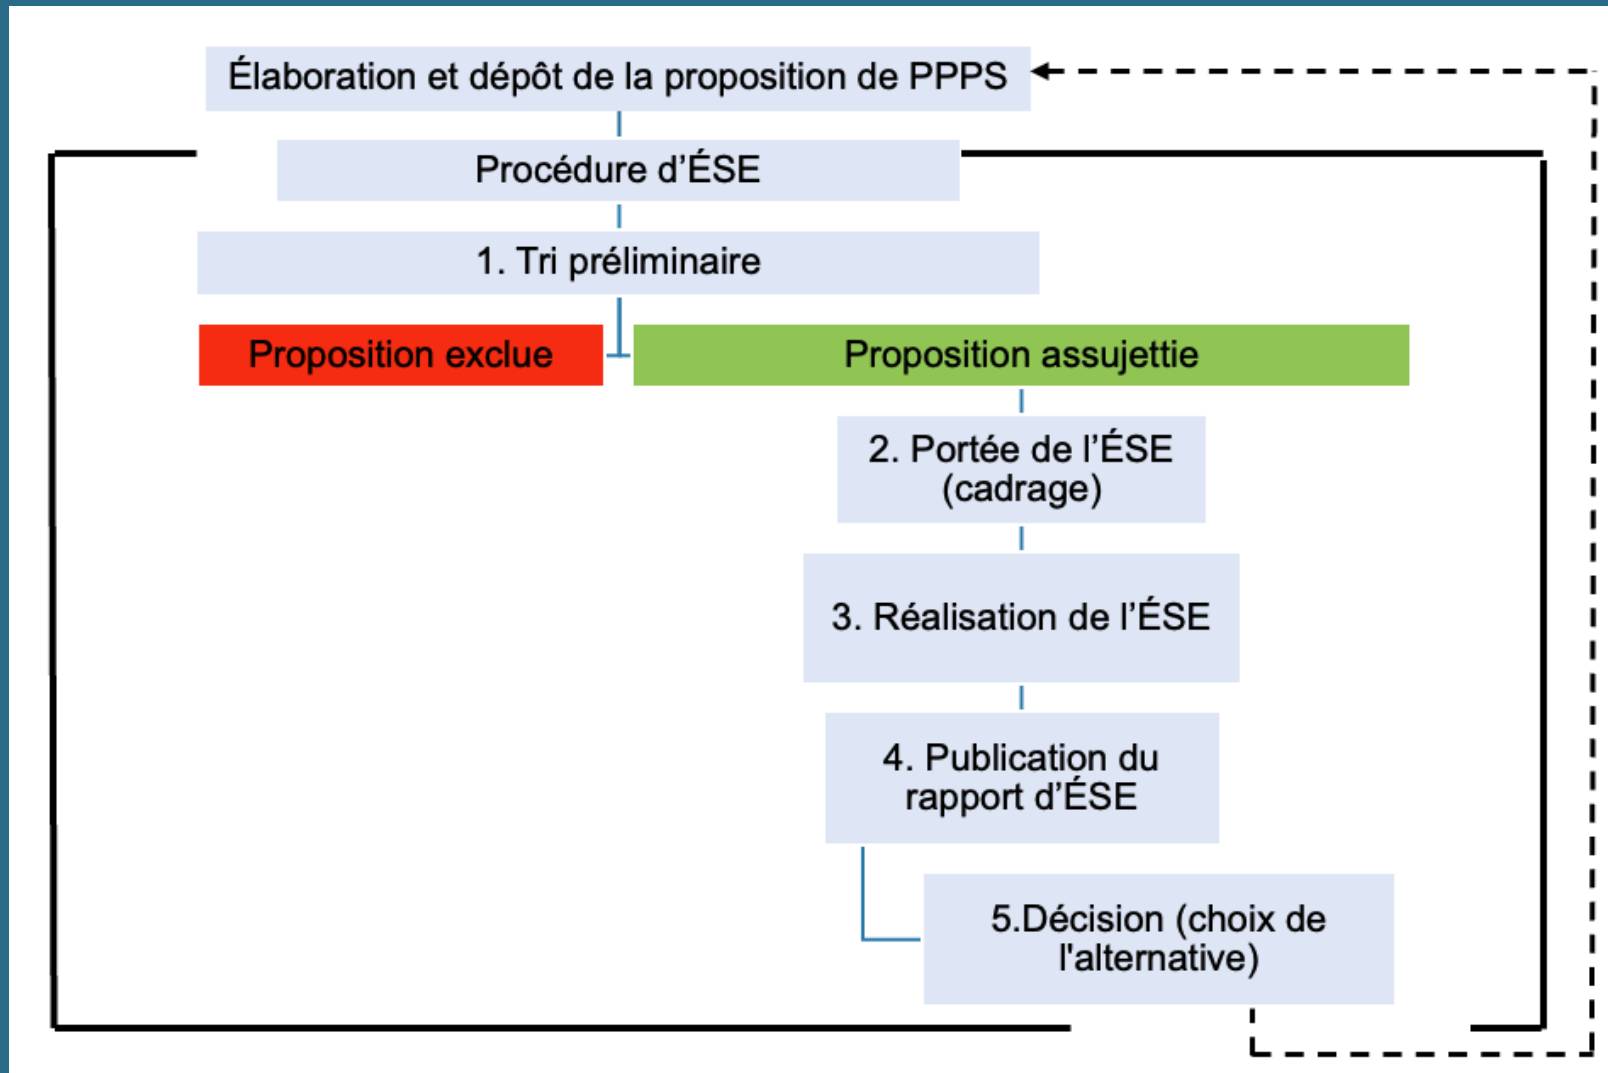 Élaboration et dépôt de la proposition de PPPS
Procédure d’ÉSE
1. Tri préliminaire
Proposition exclue
Proposition assujettie
2. Portée de l’ÉSE
(cadrage)
3. Réalisation de l’ÉSE
4. Publication du
rapport d’ÉSE
5.Décision (choix de
l'alternative)